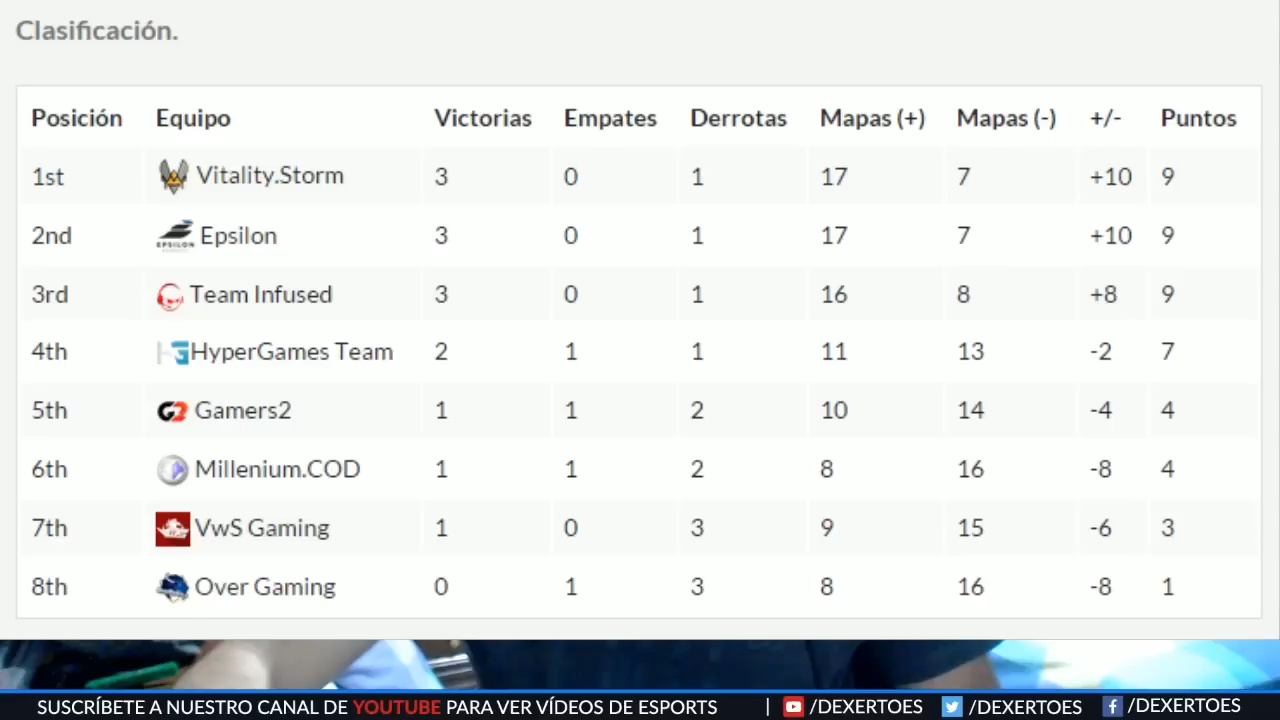 Clasificación.
Posición Equipo Victorias Empates Derrotas Mapas (+) Mapas (-) +/- Puntos
1st Vitality.Storm 3 0 1 17 7 +10 9
2nd EPSILON Epsilon 3 0 1 17 7 +10 9
3rd Team Infused 3 0 1 16 8 +8 9
4th HG HyperGames Team 2 1 1 11 13 -2 7
5th G2 Gamers2 1 1 2 10 14 -4 4
6th Millenium.COD 1 1 2 8 16 -8 4
7th VwS Gaming 1 0 3 9 15 -6 3
8th Over Gaming 0 1 3 8 16 -8 1
SUSCRÍBETE A NUESTRO CANAL DE YOUTUBE PARA VER VÍDEOS DE ESPORTS | /DEXERTOES /DEXERTOES /DEXERTOES